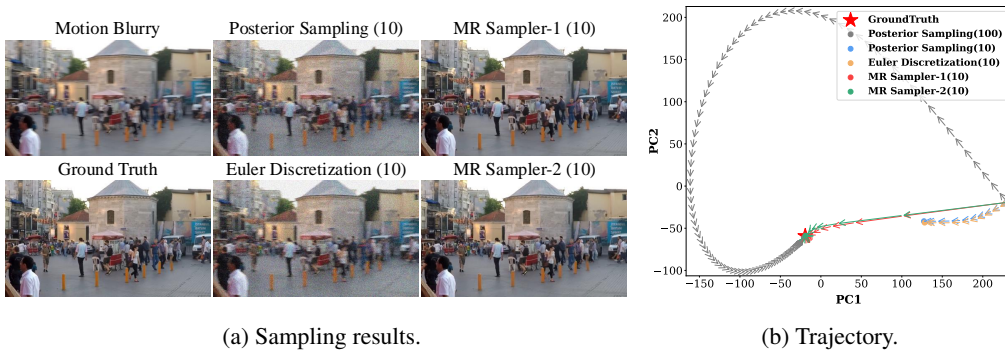 Motion Blurry
Posterior Sampling (10)
MR Sampler-1 (10)
Ground Truth
Euler Discretization (10)
MR Sampler-2 (10)
(a) Sampling results.
200
150
100
50
0
−50
−100
PC2
−150
−100
−50
0
50
100
150
200
PC1
GroundTruth
Posterior Sampling(100)
Posterior Sampling(10)
Euler Discretization(10)
MR Sampler-1(10)
MR Sampler-2(10)
(b) Trajectory.